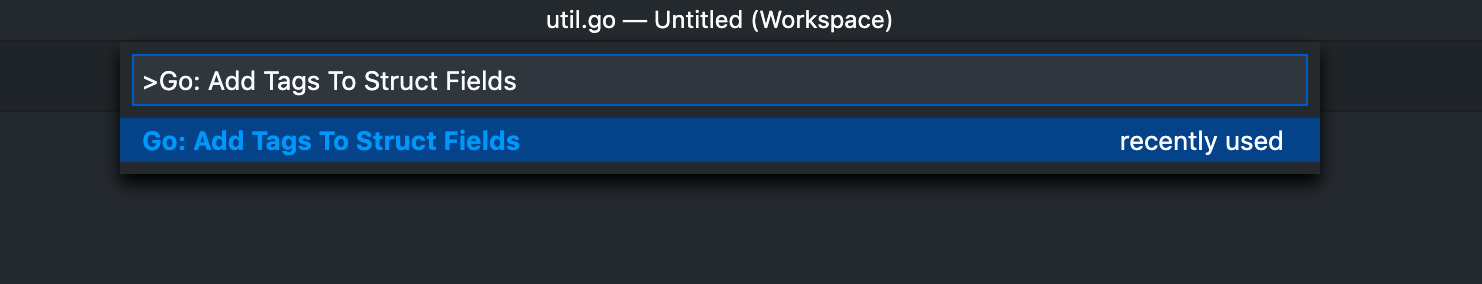 util.go — Untitled (Workspace)
>Go: Add Tags To Struct Fields
Go: Add Tags To Struct Fields recently used